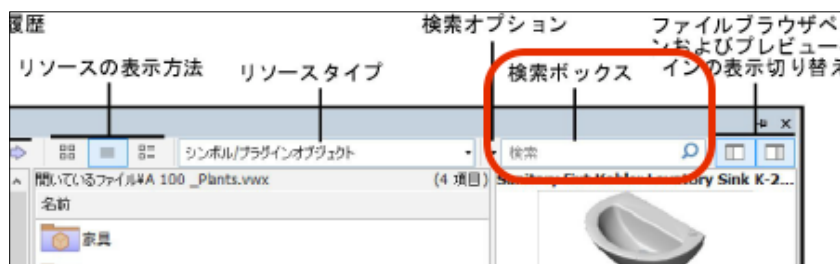 履歴
検索オプション
ファイルブラウザペ
ンおよびプレビュー
インの表示切り替え
リソースの表示方法
リソースタイプ
検索ボックス
シンボル/プラグインオブジェクト
検索
開いているファイル¥A 100 _Plants.vwx
(4 項目)
Lavatory Sink K-2...
名前
家具